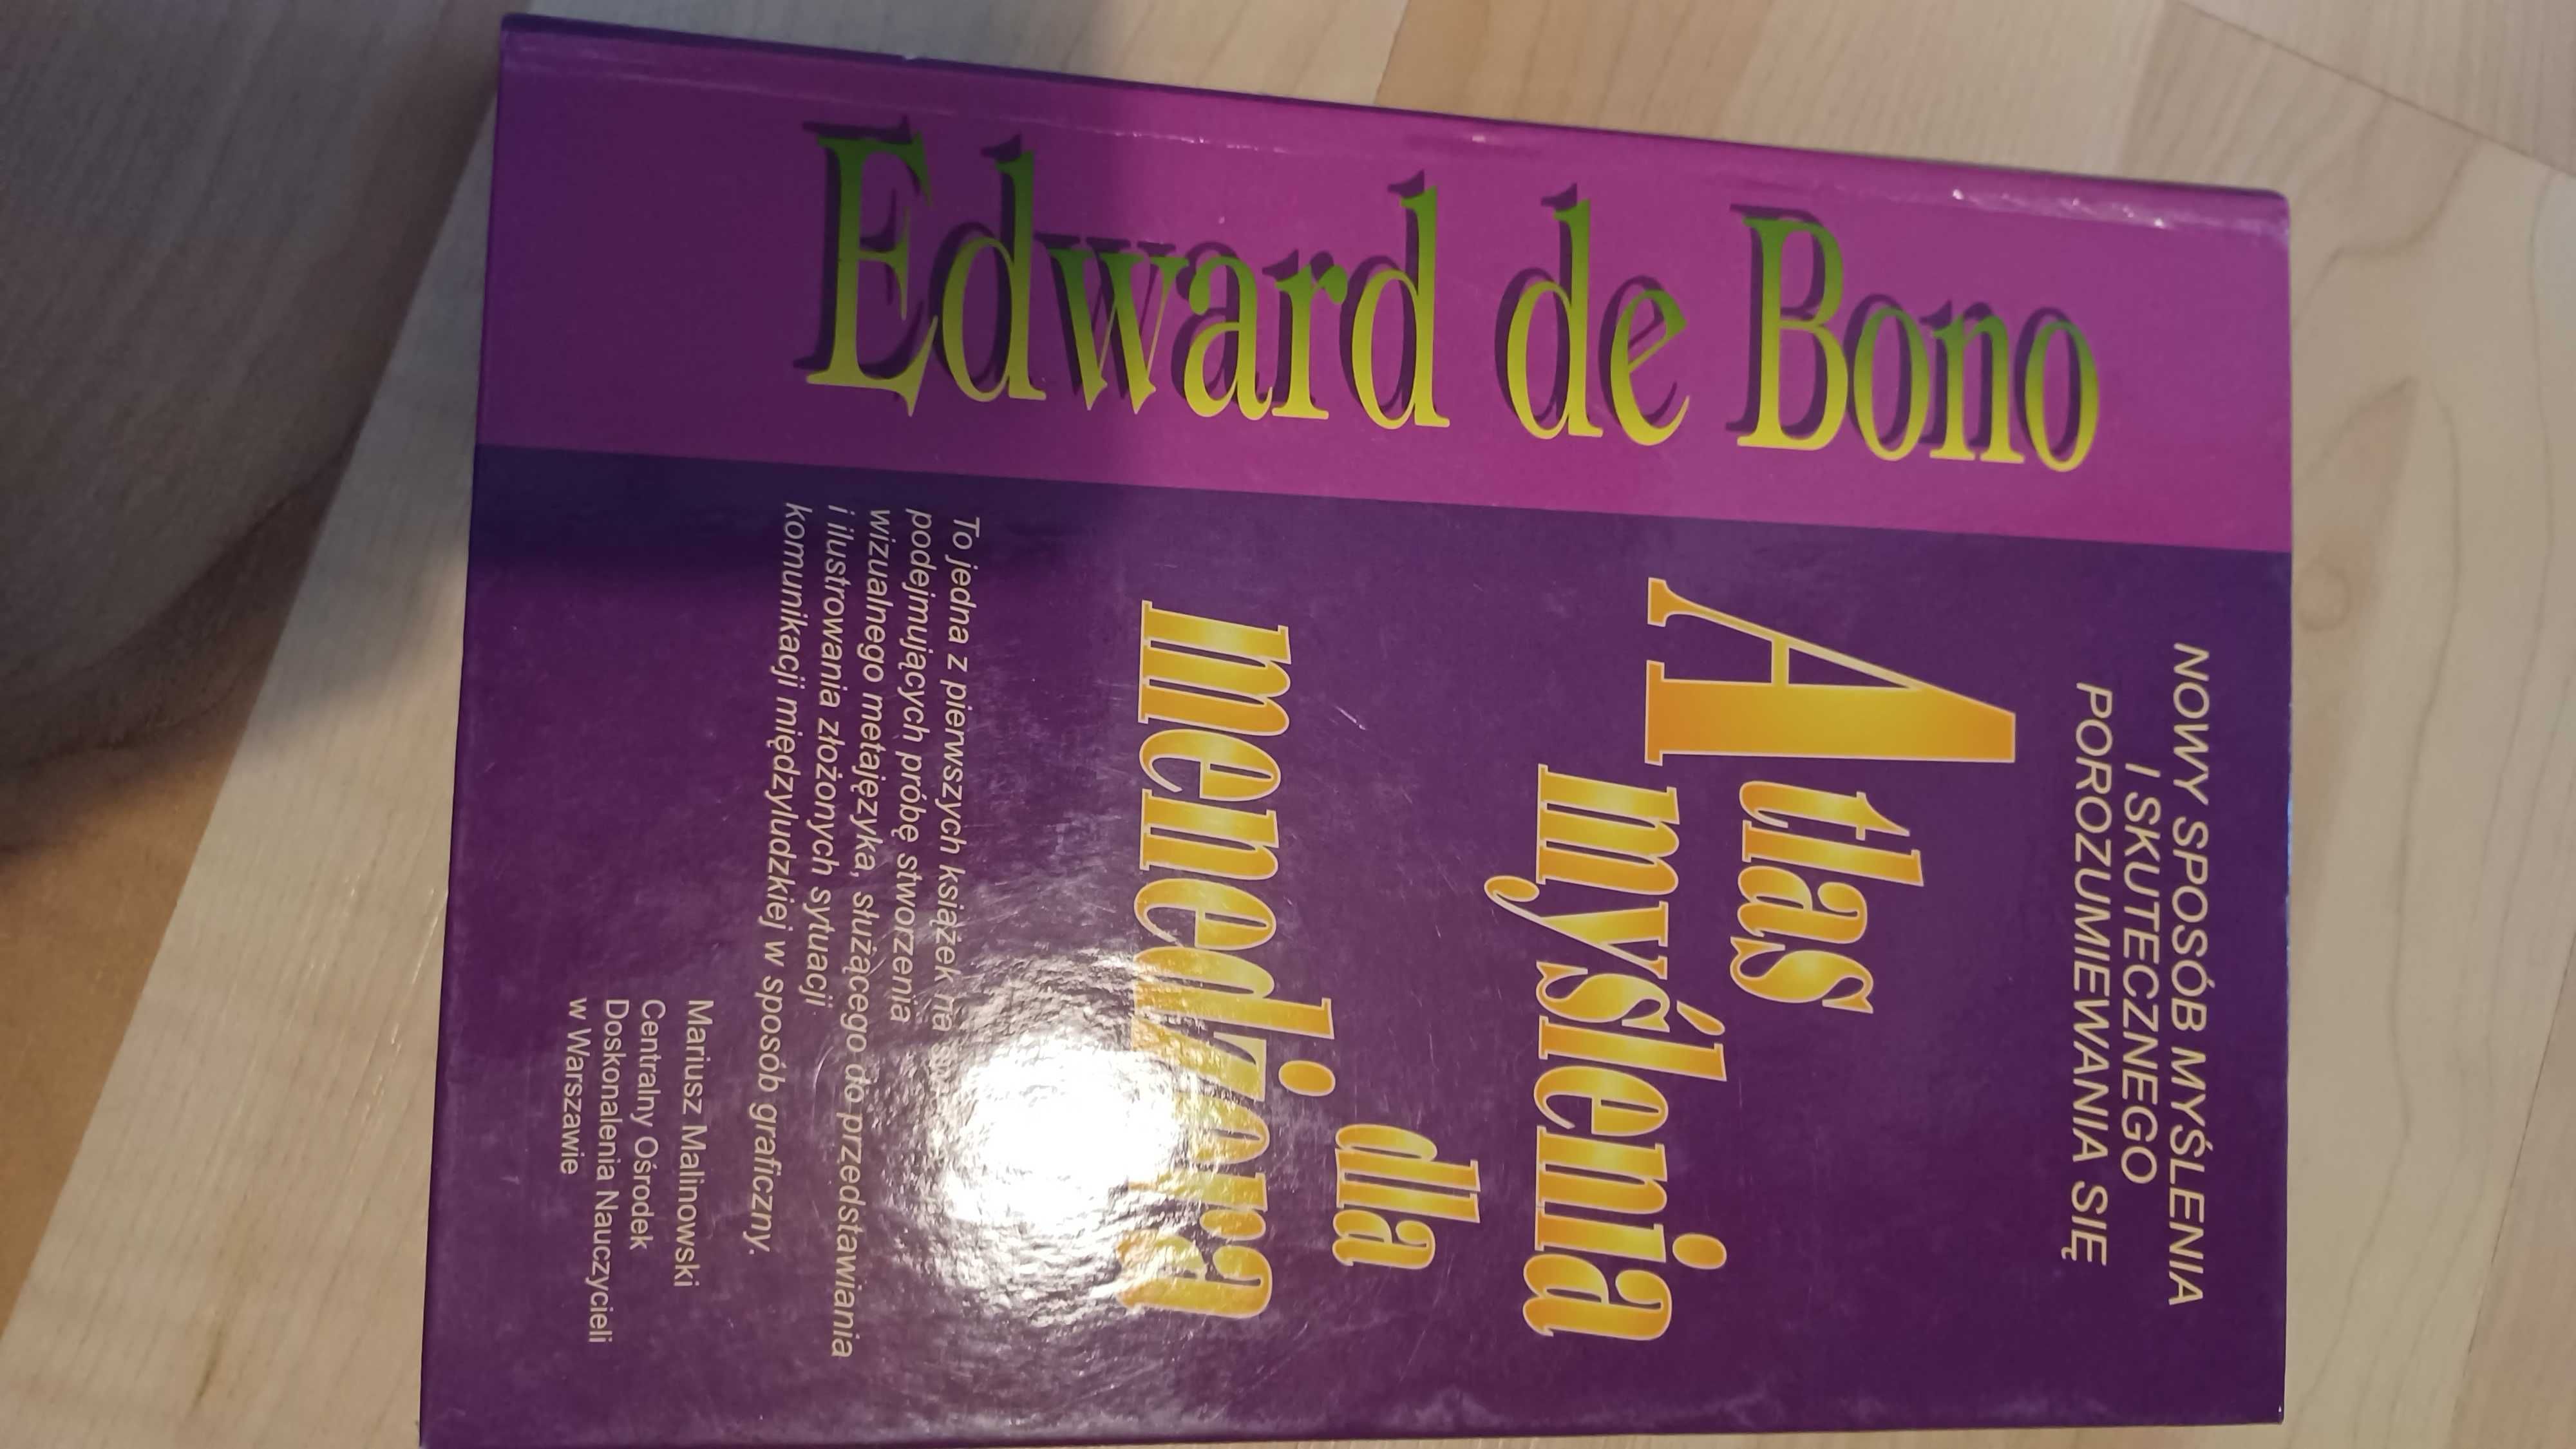 Edward de Bono
NOWY SPOSÓB MYŚLENIA
I SKUTECZNEGO
POROZUMIEWANIA SIĘ
Atlas
myślenia
dla
menedżera
To jedna z pierwszych książek na
podejmujących próbę stworzenia
wizualnego metajęzyka, służącego do przedstawiania
i ilustrowania złożonych sytuacji
komunikacji międzyludzkiej w sposób graficzny.
Mariusz Malinowski
Centralny Ośrodek
Doskonalenia Nauczycieli
w Warszawie